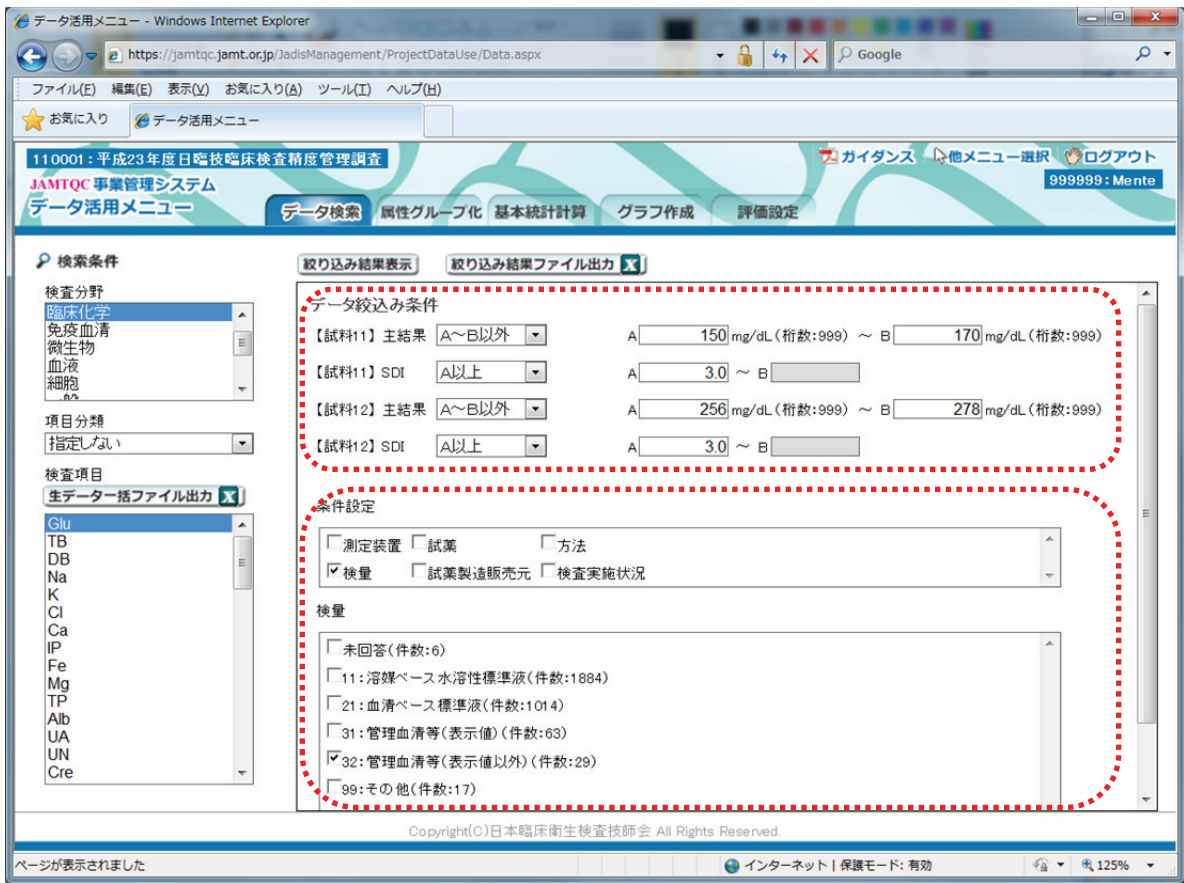 データ活用メニュー - Windows Internet Explorer
https://jamtqc.jamt.or.jp/JadisManagement/ProjectDataUse/Data.aspx
Google
ファイル(F) 編集(E) 表示(V) お気に入り(A) ツール(T) ヘルプ(H)
お気に入り データ活用メニュー
110001:平成23年度日臨技臨床検査精度管理調査
ガイダンス 他メニュー選択 ログアウト
JAMTQC 事業管理システム
999999:Mente
データ活用メニュー
データ検索 属性グループ化 基本統計計算 グラフ作成 評価設定
検索条件
絞り込み結果表示 絞り込み結果ファイル出力
検査分野
臨床化学
免疫血清
微生物
血液
細胞
項目分類
指定しない
検査項目
生データ一括ファイル出力
Glu
TB
DB
Na
K
Cl
Ca
IP
Fe
Mg
TP
Alb
UA
UN
Cre
データ絞込み条件
【試料11】主結果 A～B以外 A 150 mg/dL(桁数:999) ～ B 170 mg/dL(桁数:999)
【試料11】SDI A以上 A 3.0 ～ B
【試料12】主結果 A～B以外 A 256 mg/dL(桁数:999) ～ B 278 mg/dL(桁数:999)
【試料12】SDI A以上 A 3.0 ～ B
条件設定
測定装置 試薬 方法
検量 試薬製造販売元 検査実施状況
検量
未回答(件数:6)
11:溶媒ベース水溶性標準液(件数:1884)
21:血清ベース標準液(件数:1014)
31:管理血清等(表示値)(件数:63)
32:管理血清等(表示値以外)(件数:29)
99:その他(件数:17)
Copyright(C)日本臨床衛生検査技師会 All Rights Reserved.
ページが表示されました
インターネット | 保護モード: 有効
125%